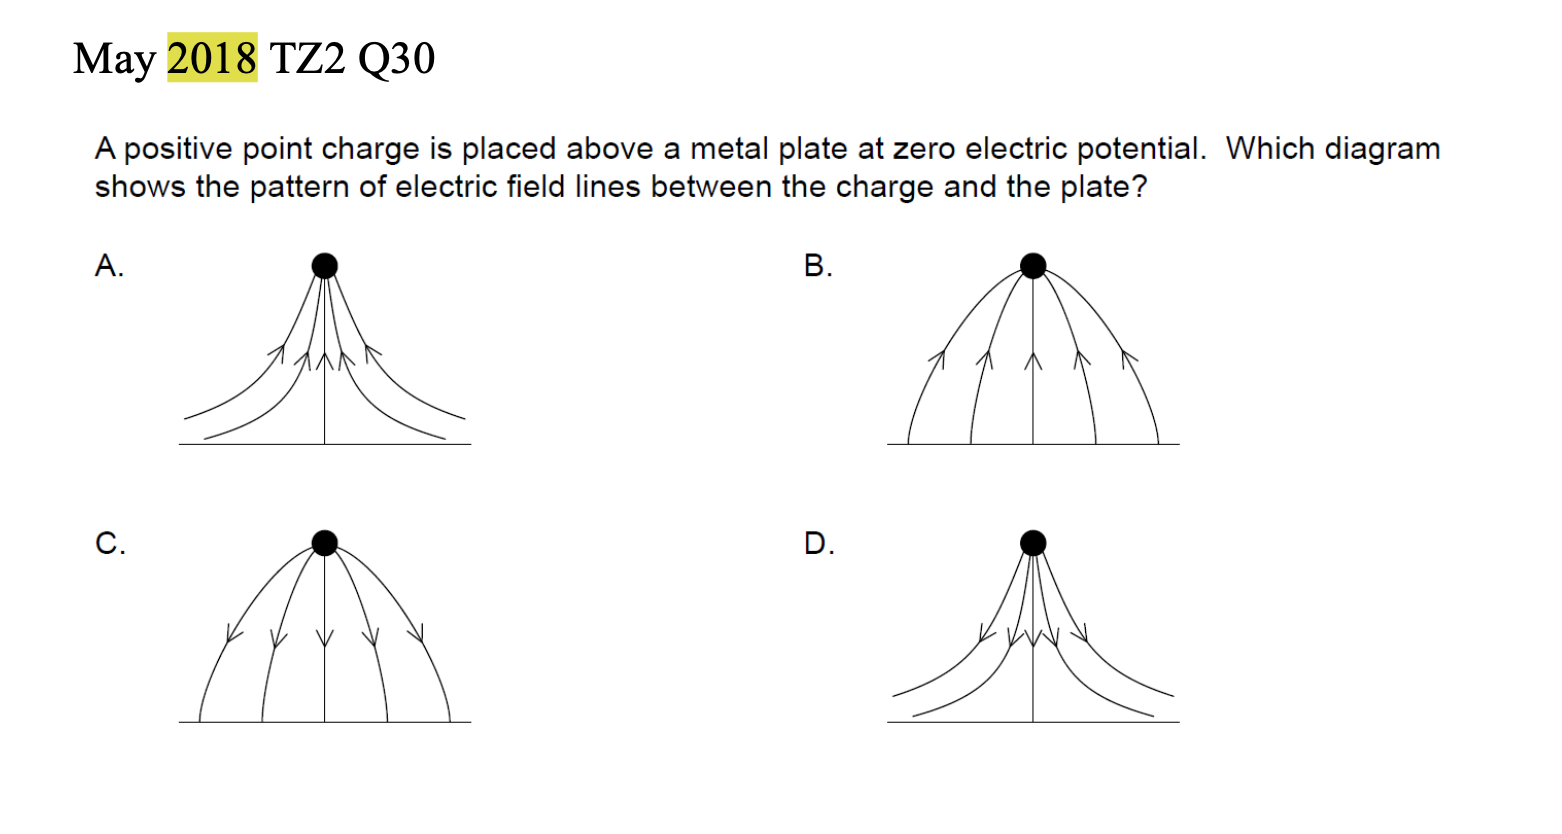 May 2018 TZ2 Q30
A positive point charge is placed above a metal plate at zero electric potential.  Which diagram
shows the pattern of electric field lines between the charge and the plate?
A.
B.
C.
D.